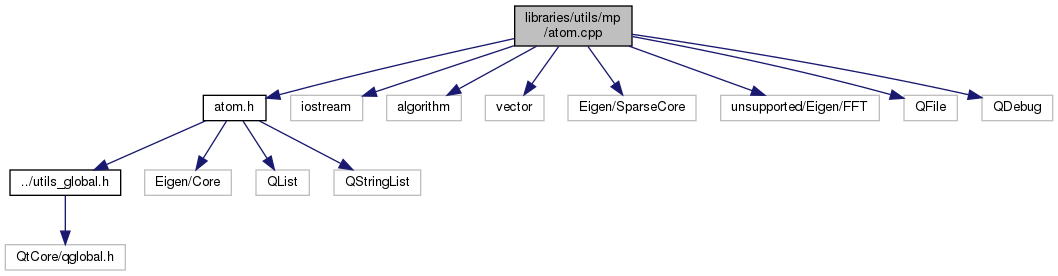 libraries/utils/mp
/atom.cpp
atom.h
iostream
algorithm
vector
Eigen/SparseCore
unsupported/Eigen/FFT
QFile
QDebug
../utils_global.h
Eigen/Core
QList
QStringList
QtCore/qglobal.h